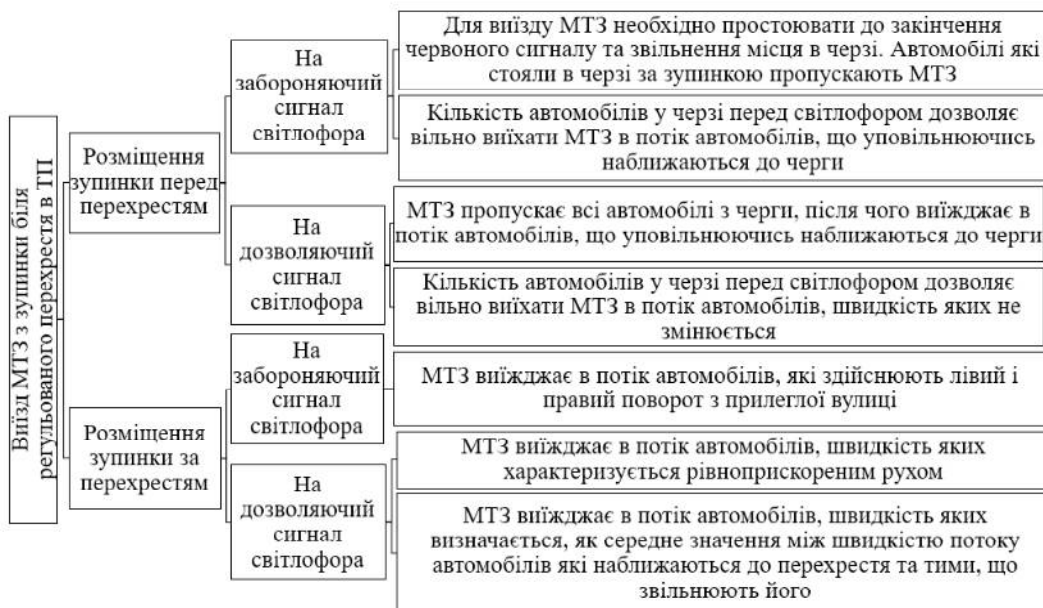 Виїзд МТЗ з зупинки біля
регульованого перехрестя в ТП
Розміщення
зупинки перед
перехрестям
На
забороняючий
сигнал
світлофора
Для виїзду МТЗ необхідно простоювати до закінчення
червоного сигналу та звільнення місця в черзі. Автомобілі які
стояли в черзі за зупинкою пропускають МТЗ
Кількість автомобілів у черзі перед світлофором дозволяє
вільно виїхати МТЗ в потік автомобілів, що уповільнюючись
наближаються до черги
На
дозволяючий
сигнал
світлофора
МТЗ пропускає всі автомобілі з черги, після чого виїжджає в
потік автомобілів, що уповільнюючись наближаються до черги
Кількість автомобілів у черзі перед світлофором дозволяє
вільно виїхати МТЗ в потік автомобілів, швидкість яких не
змінюється
Розміщення
зупинки за
перехрестям
На
забороняючий
сигнал
світлофора
МТЗ виїжджає в потік автомобілів, які здійснюють лівий і
правий поворот з прилеглої вулиці
На
дозволяючий
сигнал
світлофора
МТЗ виїжджає в потік автомобілів, швидкість яких
характеризується рівноприскореним рухом
МТЗ виїжджає в потік автомобілів, швидкість яких
визначається, як середнє значення між швидкістю потоку
автомобілів які наближаються до перехрестя та тими, що
звільнюють його